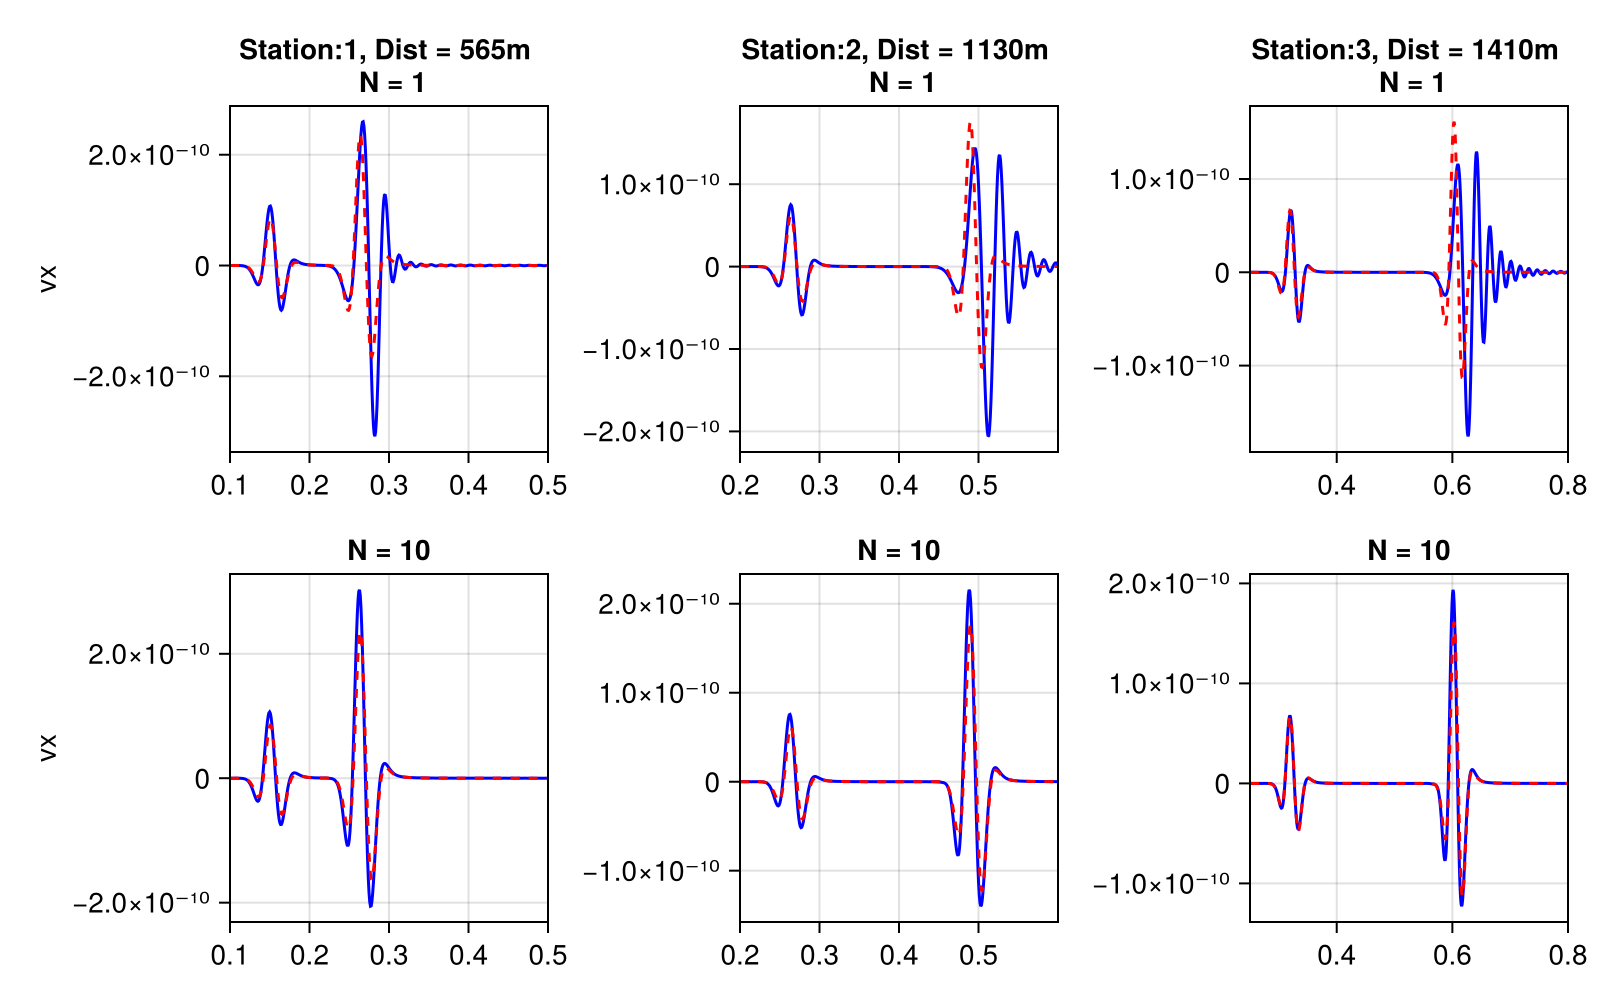 Station:1, Dist = 565m
N = 1
Station:2, Dist = 1130m
N = 1
Station:3, Dist = 1410m
N = 1
vx
2.0×10⁻¹⁰
0
−2.0×10⁻¹⁰
0.1 0.2 0.3 0.4 0.5
1.0×10⁻¹⁰
0
−1.0×10⁻¹⁰
−2.0×10⁻¹⁰
0.2 0.3 0.4 0.5
1.0×10⁻¹⁰
0
−1.0×10⁻¹⁰
0.4 0.6 0.8
N = 10
N = 10
N = 10
vx
2.0×10⁻¹⁰
0
−2.0×10⁻¹⁰
0.1 0.2 0.3 0.4 0.5
2.0×10⁻¹⁰
1.0×10⁻¹⁰
0
−1.0×10⁻¹⁰
0.2 0.3 0.4 0.5
2.0×10⁻¹⁰
1.0×10⁻¹⁰
0
−1.0×10⁻¹⁰
0.4 0.6 0.8